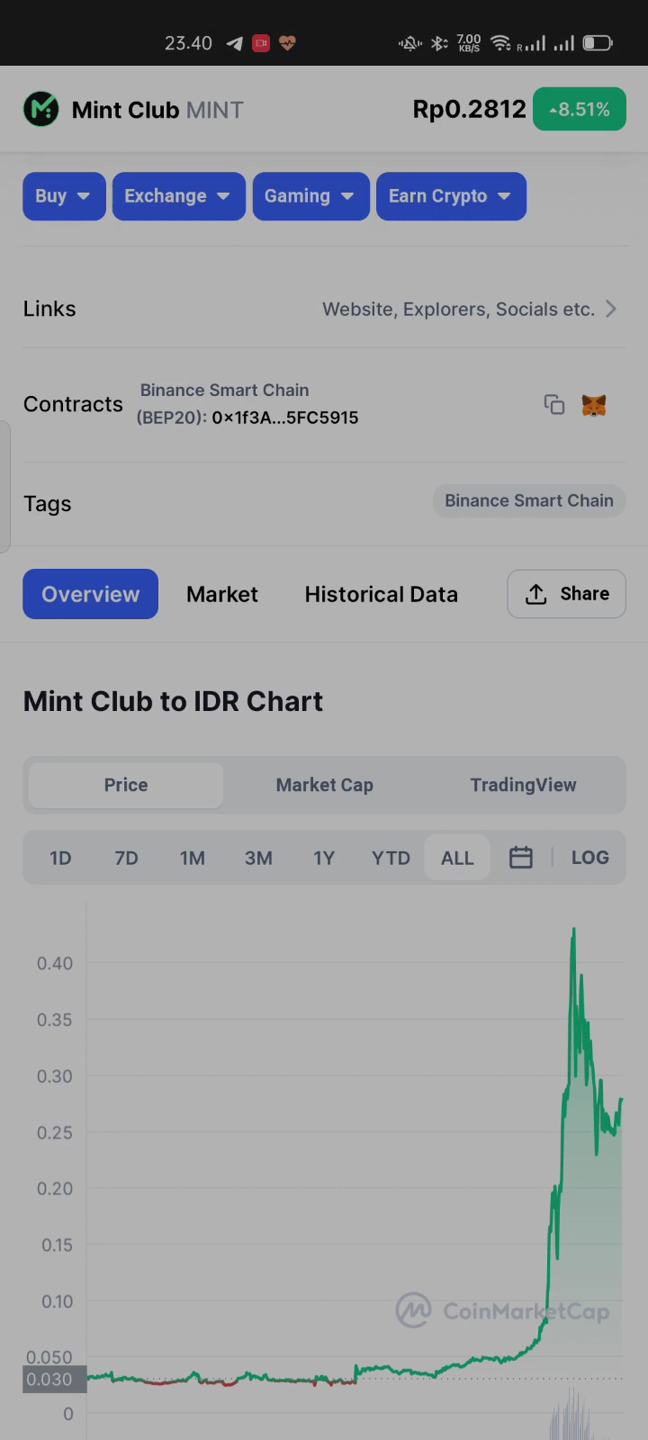 23.40
7.00
KB/S
R
Mint Club MINT
Rp0.2812
8.51%
Buy
Exchange
Gaming
Earn Crypto
Links
Website, Explorers, Socials etc.
Contracts
Binance Smart Chain
(BEP20): 0x1f3A...5FC5915
Tags
Binance Smart Chain
Overview
Market
Historical Data
Share
Mint Club to IDR Chart
Price
Market Cap
TradingView
1D
7D
1M
3M
1Y
YTD
ALL
LOG
0.40
0.35
0.30
0.25
0.20
0.15
0.10
0.050
0.030
0
CoinMarketCap